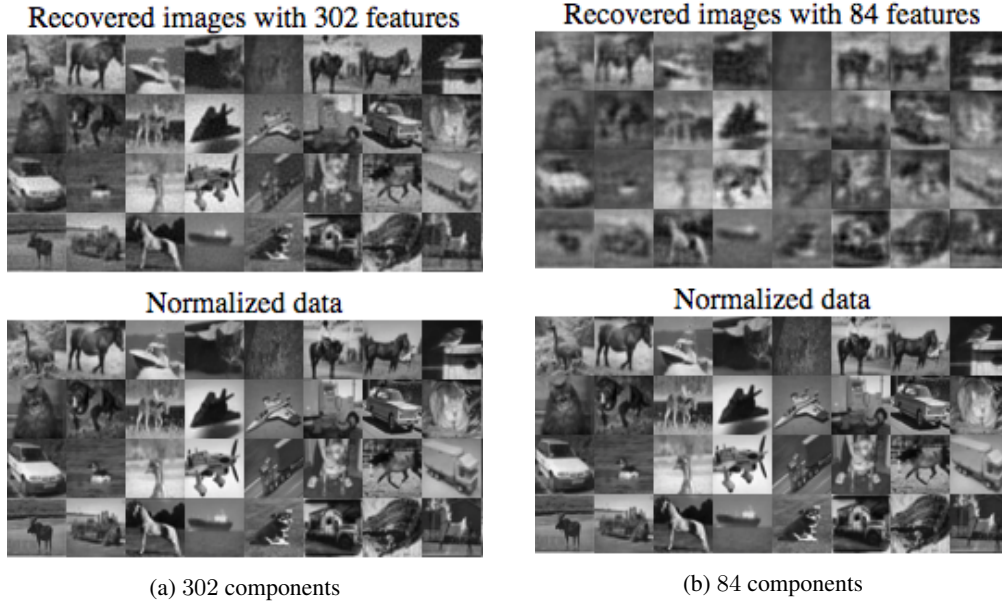 Recovered images with 302 features
Normalized data
(a) 302 components
Recovered images with 84 features
Normalized data
(b) 84 components